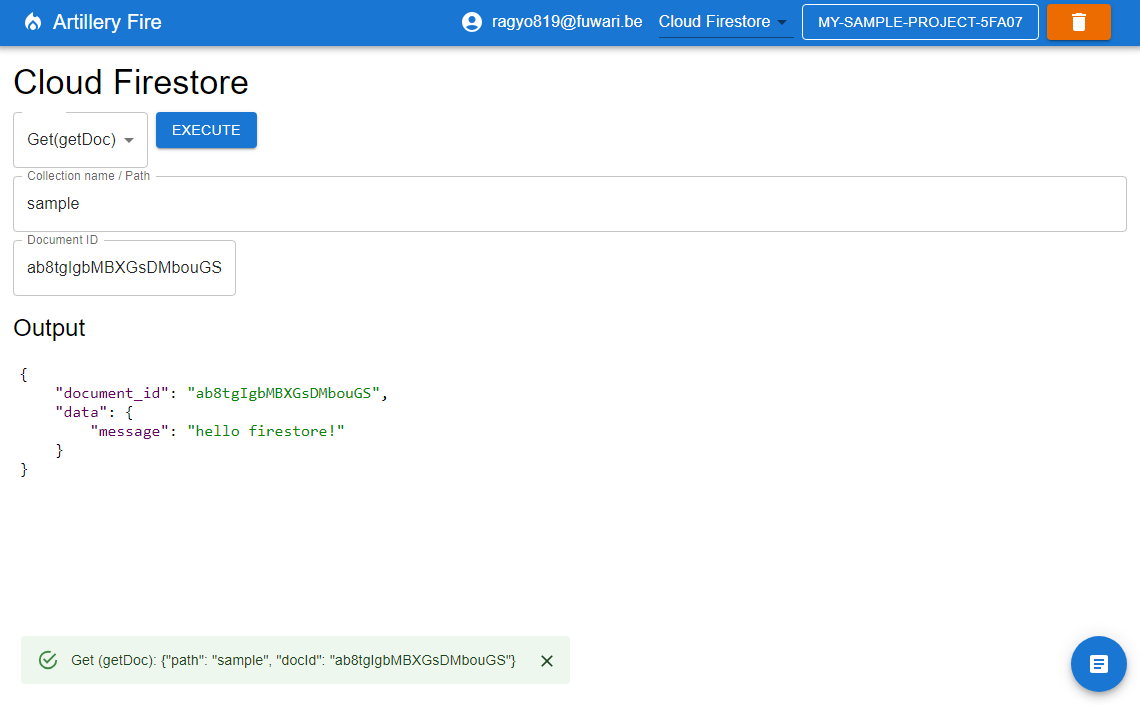 Artillery Fire
ragyo819@fuwari.be
Cloud Firestore
MY-SAMPLE-PROJECT-5FA07
Cloud Firestore
Get(getDoc)
EXECUTE
Collection name / Path
sample
Document ID
ab8tgIgbMBXGsDMbouGS
Output
{
    "document_id": "ab8tgIgbMBXGsDMbouGS",
    "data": {
        "message": "hello firestore!"
    }
}
Get (getDoc): {"path": "sample", "docId": "ab8tgIgbMBXGsDMbouGS"}